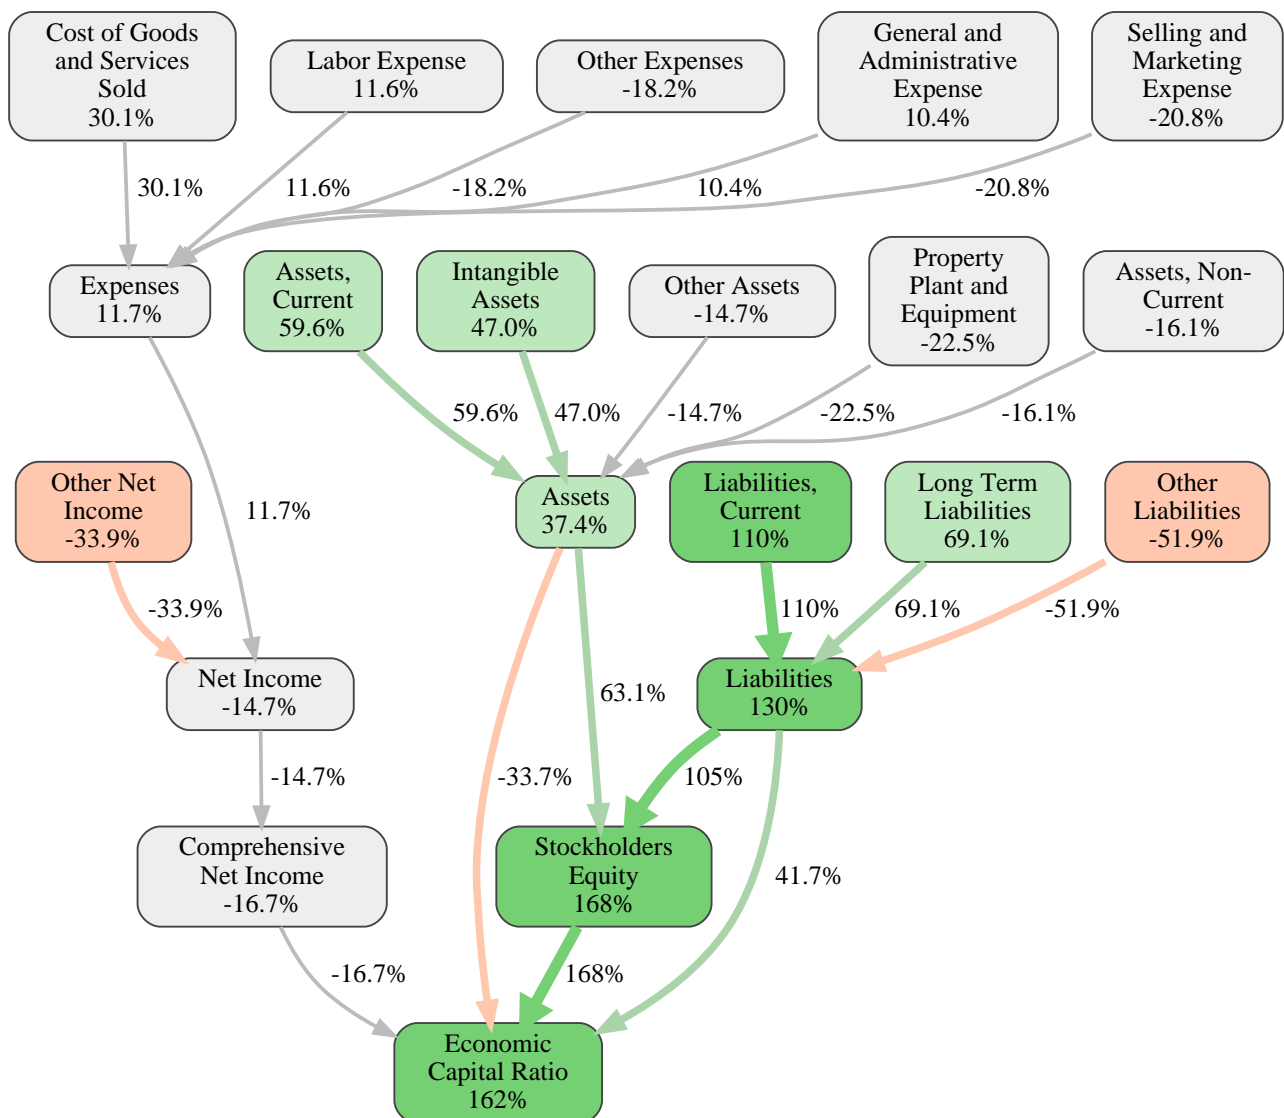 Cost of Goods
and Services
Sold
30.1%
Labor Expense
11.6%
Other Expenses
-18.2%
General and
Administrative
Expense
10.4%
Selling and
Marketing
Expense
-20.8%
30.1%
11.6%
-18.2%
10.4%
-20.8%
Expenses
11.7%
Assets,
Current
59.6%
Intangible
Assets
47.0%
Other Assets
-14.7%
Property
Plant and
Equipment
-22.5%
Assets, Non-
Current
-16.1%
59.6%
47.0%
-14.7%
-22.5%
-16.1%
Other Net
Income
-33.9%
11.7%
Assets
37.4%
Liabilities,
Current
110%
Long Term
Liabilities
69.1%
Other
Liabilities
-51.9%
-33.9%
110%
69.1%
-51.9%
Net Income
-14.7%
63.1%
Liabilities
130%
-14.7%
-33.7%
105%
Comprehensive
Net Income
-16.7%
Stockholders
Equity
168%
41.7%
-16.7%
168%
Economic
Capital Ratio
162%